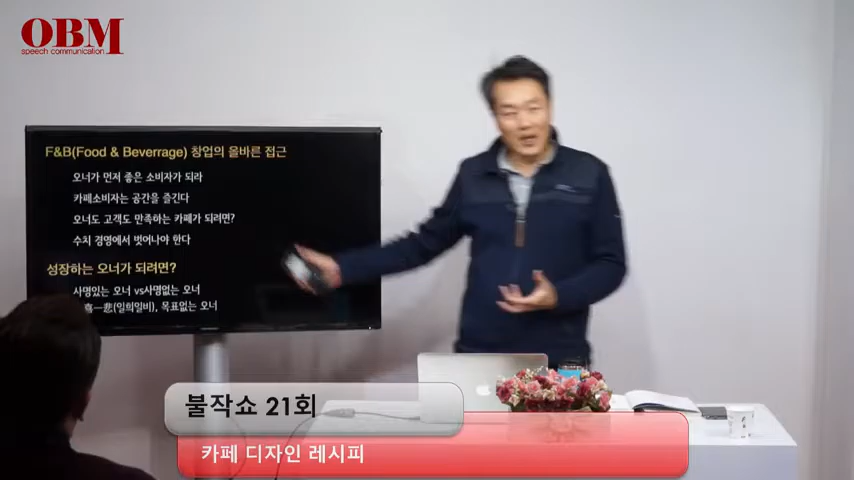 OBM
speech communication
F&B(Food & Beverrage) 창업의 올바른 접근
오너가 먼저 좋은 소비자가 되라
카페소비자는 공간을 즐긴다
오너도 고객도 만족하는 카페가 되려면?
수치 경영에서 벗어나야 한다
성장하는 오너가 되려면?
사명있는 오너 vs사명없는 오너
喜一悲(일희일비), 목표없는 오너
불작쇼 21회
카페 디자인 레시피